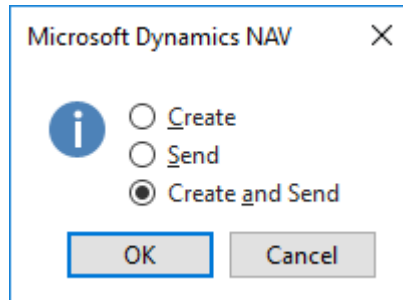 Microsoft Dynamics NAV
Create
Send
Create and Send
OK Cancel